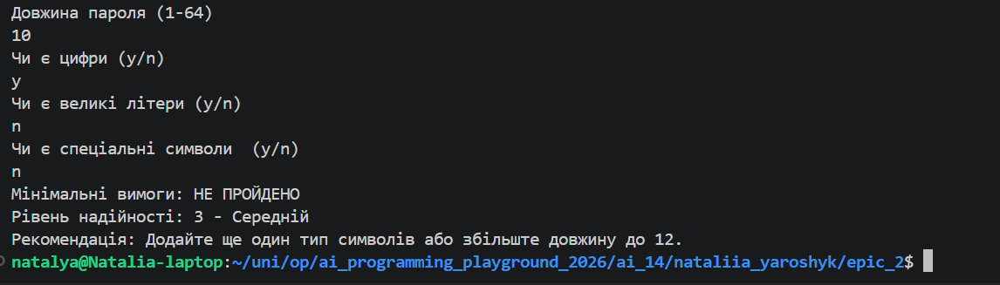 Довжина пароля (1-64)
10
Чи є цифри (y/n)
y
Чи є великі літери (y/n)
n
Чи є спеціальні символи  (y/n)
n
Мінімальні вимоги: НЕ ПРОЙДЕНО
Рівень надійності: 3 - Середній
Рекомендація: Додайте ще один тип символів або збільште довжину до 12.
natalya@Natalia-laptop:~/uni/op/ai_programming_playground_2026/ai_14/nataliia_yaroshyk/epic_2$